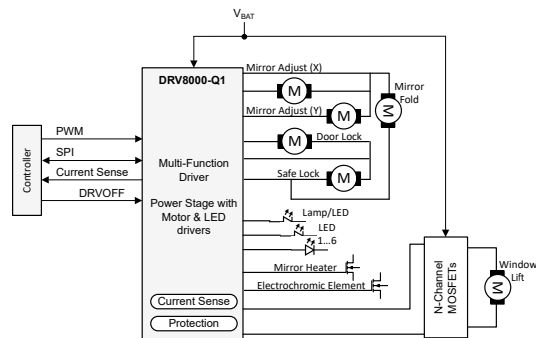 VBAT
DRV8000-Q1
Multi-Function
Driver
Power Stage with
Motor & LED
drivers
Current Sense
Protection
Controller
PWM
SPI
Current Sense
DRVOFF
Mirror Adjust (X)
M
Mirror Adjust (Y)
M
Mirror
Fold
M
Door Lock
M
Safe Lock
M
Lamp/LED
LED
1...6
Mirror Heater
Electrochromic Element
N-Channel
MOSFETs
Window
Lift
M